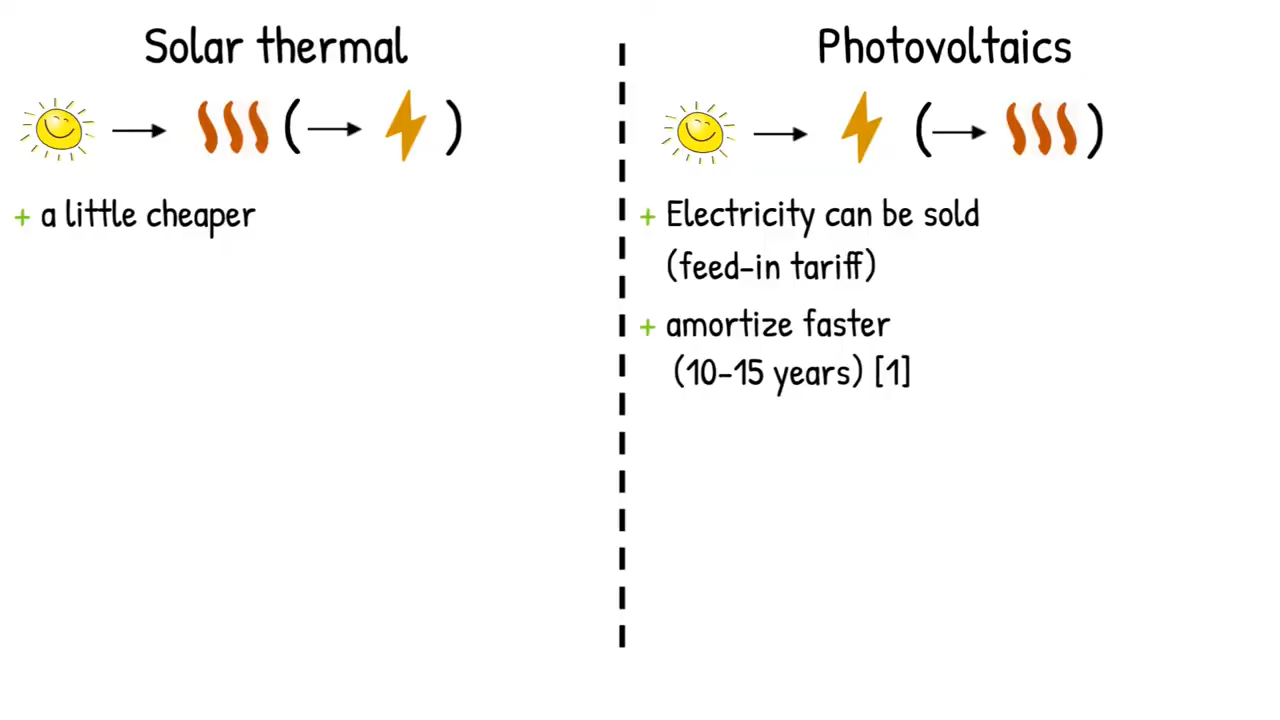 Solar thermal
( → → )
+ a little cheaper
Photovoltaics
→ ( → )
+ Electricity can be sold
(feed-in tariff)
+ amortize faster
(10-15 years) [1]